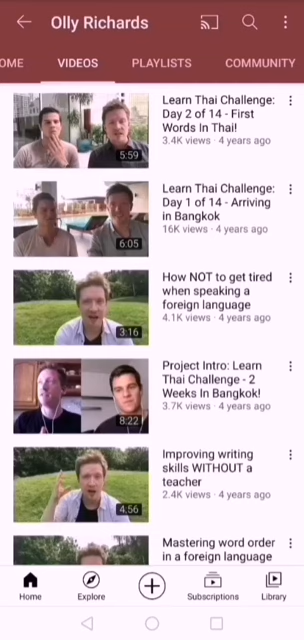 Olly Richards
OME
VIDEOS
PLAYLISTS
COMMUNITY
Learn Thai Challenge:
Day 2 of 14 - First
Words In Thai!
3.4K views · 4 years ago
5:59
Learn Thai Challenge:
Day 1 of 14 - Arriving
in Bangkok
16K views · 4 years ago
6:05
How NOT to get tired
when speaking a
foreign language
4.1K views · 4 years ago
3:16
Project Intro: Learn
Thai Challenge - 2
Weeks In Bangkok!
3.7K views · 4 years ago
8:22
Improving writing
skills WITHOUT a
teacher
2.4K views · 4 years ago
4:56
Mastering word order
in a foreign language
Home
Explore
Subscriptions
Library